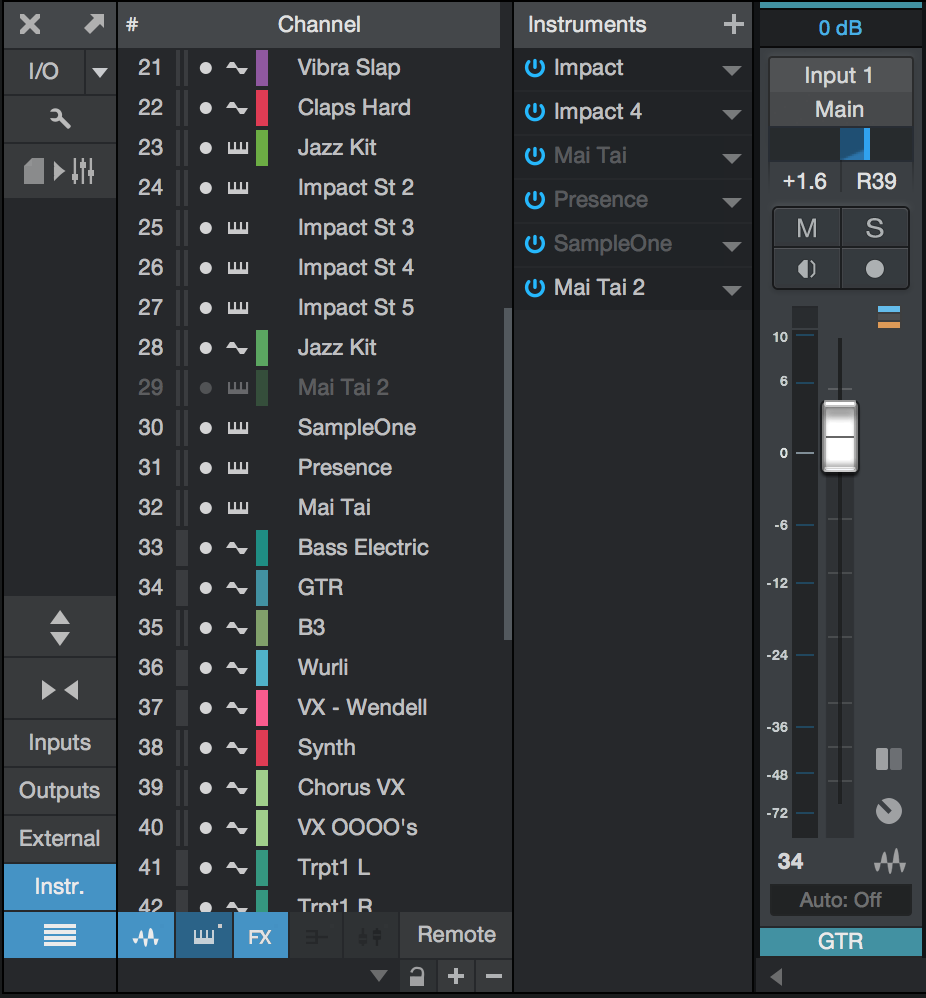 # Channel
I/O
21 Vibra Slap
22 Claps Hard
23 Jazz Kit
24 Impact St 2
25 Impact St 3
26 Impact St 4
27 Impact St 5
28 Jazz Kit
29 Mai Tai 2
30 SampleOne
31 Presence
32 Mai Tai
33 Bass Electric
34 GTR
35 B3
36 Wurli
37 VX - Wendell
38 Synth
39 Chorus VX
40 VX OOOO's
41 Trpt1 L
42 Trpt1 R
Inputs
Outputs
External
Instr.
FX
Remote
Instruments
Impact
Impact 4
Mai Tai
Presence
SampleOne
Mai Tai 2
0 dB
Input 1
Main
+1.6 R39
M S
10
6
0
-6
-12
-24
-36
-48
-72
34
Auto: Off
GTR